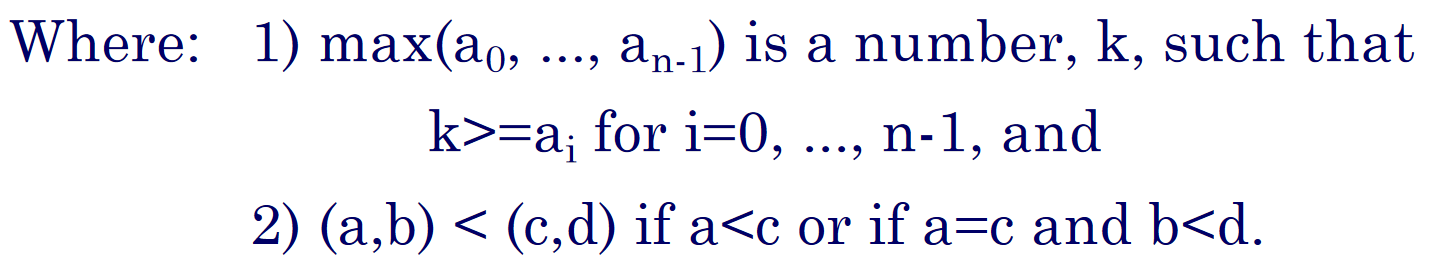 Where: 1) max(a₀, ..., aₙ₋₁) is a number, k, such that
k>=aᵢ for i=0, ..., n-1, and
2) (a,b) < (c,d) if a<c or if a=c and b<d.